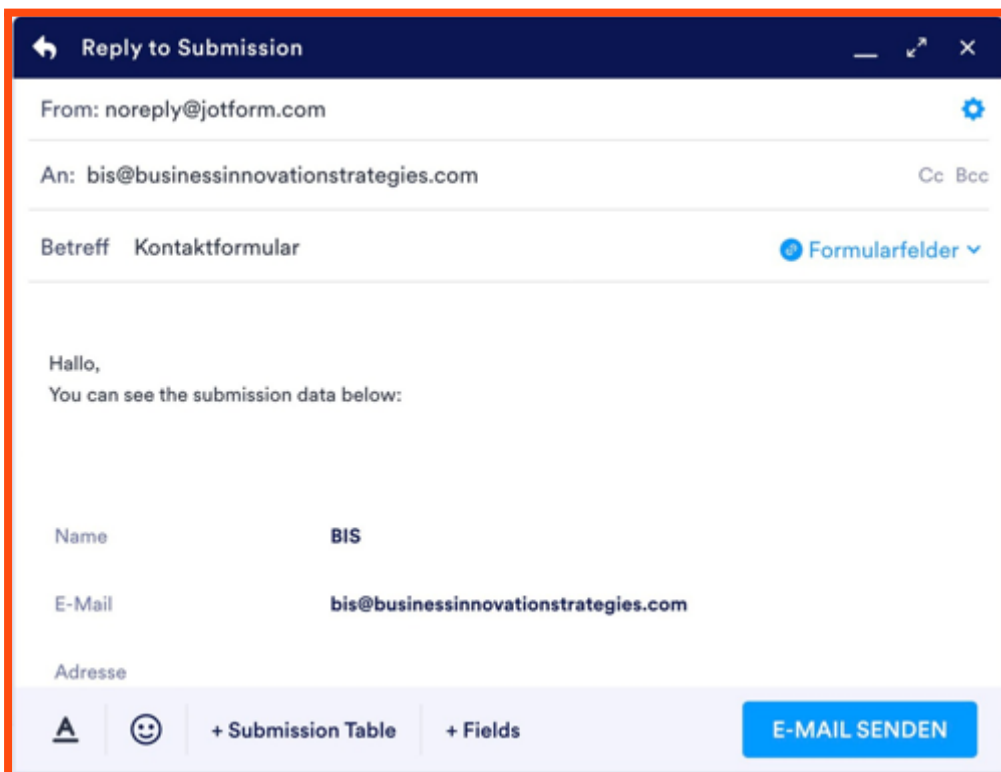 Reply to Submission
From: noreply@jotform.com
An: bis@businessinnovationstrategies.com Cc Bcc
Betreff Kontaktformular Formularfelder
Hallo,
You can see the submission data below:
Name BIS
E-Mail bis@businessinnovationstrategies.com
Adresse
A + Submission Table + Fields E-MAIL SENDEN